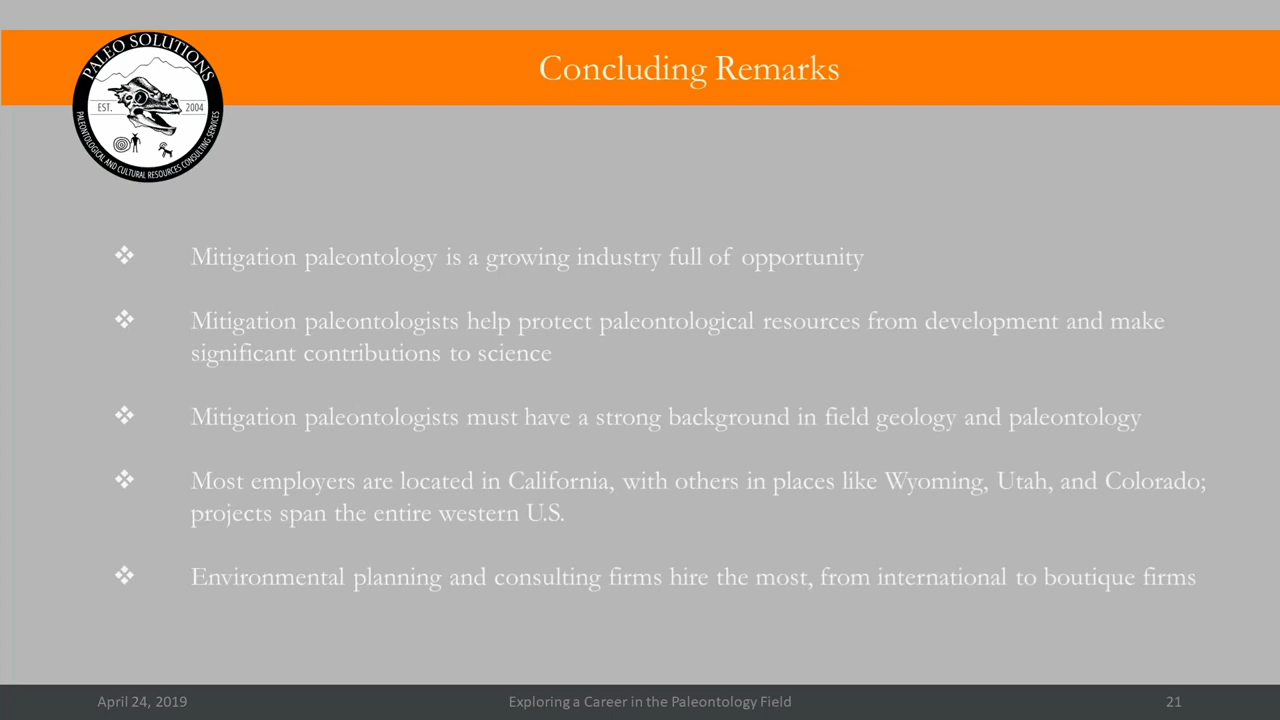 Concluding Remarks
PALEO SOLUTIONS
EST. 2004
PALEONTOLOGICAL AND CULTURAL RESOURCES CONSULTING SERVICES
❖ Mitigation paleontology is a growing industry full of opportunity
❖ Mitigation paleontologists help protect paleontological resources from development and make
significant contributions to science
❖ Mitigation paleontologists must have a strong background in field geology and paleontology
❖ Most employers are located in California, with others in places like Wyoming, Utah, and Colorado;
projects span the entire western U.S.
❖ Environmental planning and consulting firms hire the most, from international to boutique firms
April 24, 2019 Exploring a Career in the Paleontology Field 21